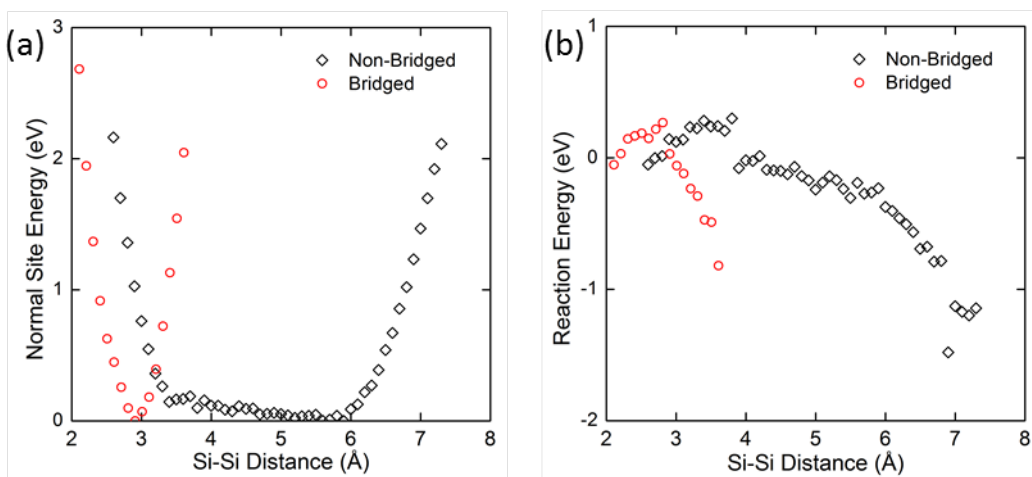 (a)
Normal Site Energy (eV)
3
2
1
0
Non-Bridged
Bridged
2 3 4 5 6 7 8
Si-Si Distance (Å)
(b)
Reaction Energy (eV)
1
0
-1
-2
Non-Bridged
Bridged
2 3 4 5 6 7 8
Si-Si Distance (Å)